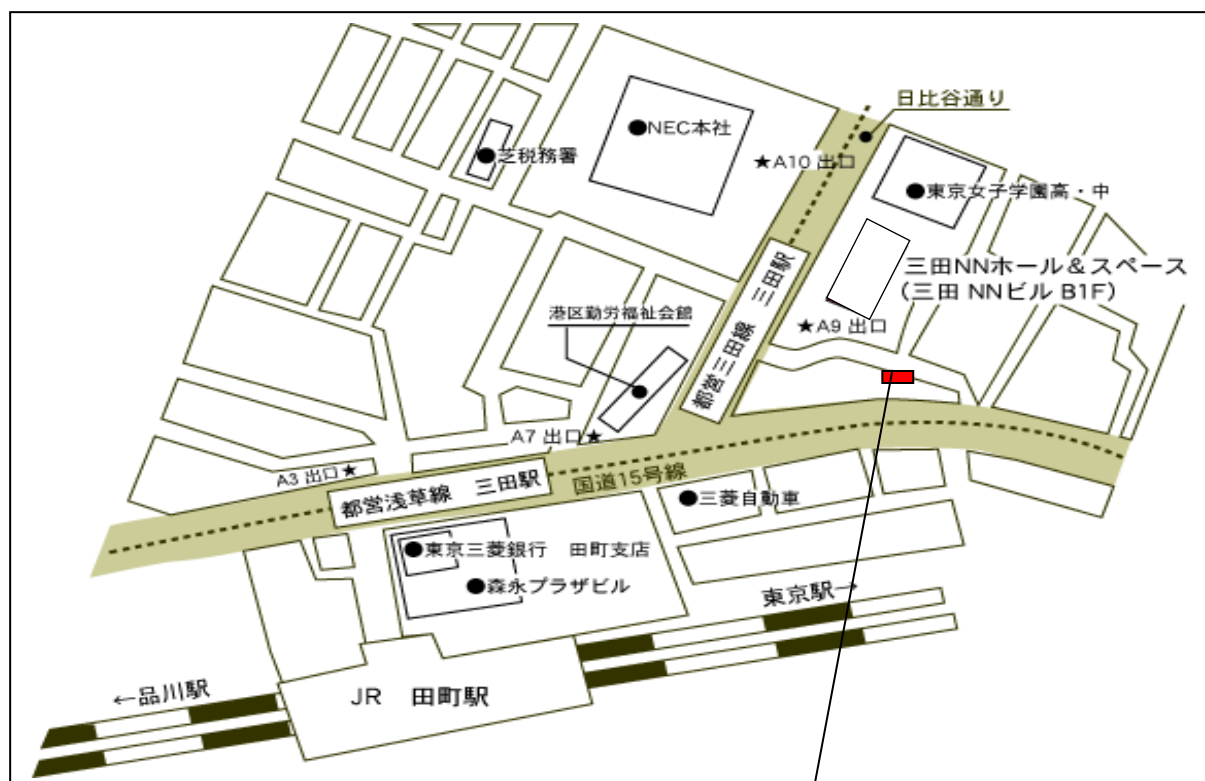 日比谷通り
●NEC本社
●芝税務署
★A10 出口
●東京女子学園高・中
三田NNホール＆スペース
（三田 NNビル B1F）
都営三田線　三田駅
港区勤労福祉会館
★A9 出口
A7 出口★
A3 出口★
国道15号線
都営浅草線　三田駅
●三菱自動車
●東京三菱銀行　田町支店
●森永プラザビル
東京駅→
←品川駅
JR　田町駅